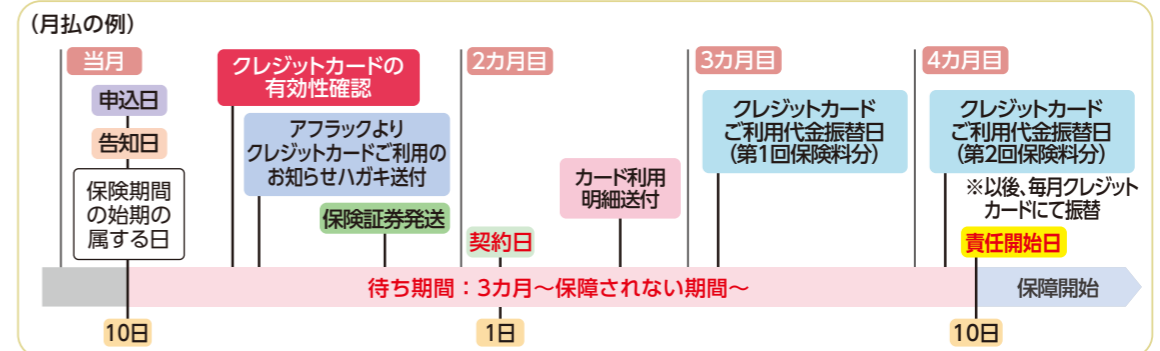 （月払の例）
当月
申込日
告知日
保険期間
の始期の
属する日
クレジットカードの
有効性確認
アフラックより
クレジットカードご利用の
お知らせハガキ送付
保険証券発送
2カ月目
契約日
カード利用
明細送付
3カ月目
クレジットカード
ご利用代金振替日
（第1回保険料分）
4カ月目
クレジットカード
ご利用代金振替日
（第2回保険料分）
※以後、毎月クレジット
カードにて振替
責任開始日
待ち期間：3カ月～保障されない期間～
保障開始
10日
1日
10日